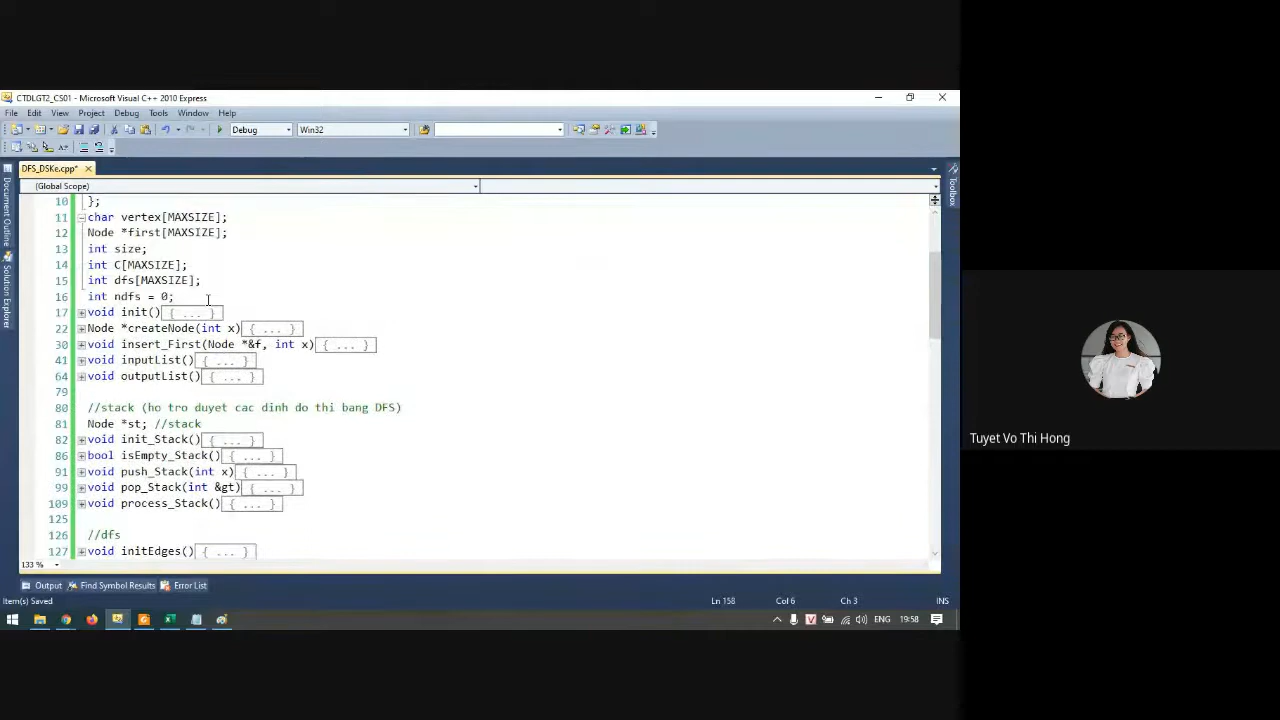 CTDLGT2_CS01 - Microsoft Visual C++ 2010 Express
File Edit View Project Debug Tools Window Help
Debug Win32
DFS_DSKe.cpp*
(Global Scope)
Document Outline
Solution Explorer
Toolbox
10 };
11 char vertex[MAXSIZE];
12 Node *first[MAXSIZE];
13 int size;
14 int C[MAXSIZE];
15 int dfs[MAXSIZE];
16 int ndfs = 0;
17 void init(){ ... }
22 Node *createNode(int x){ ... }
30 void insert_First(Node *&f, int x){ ... }
41 void inputList(){ ... }
64 void outputList(){ ... }
79
80 //stack (ho tro duyet cac dinh do thi bang DFS)
81 Node *st; //stack
82 void init_Stack(){ ... }
86 bool isEmpty_Stack(){ ... }
91 void push_Stack(int x){ ... }
99 void pop_Stack(int &gt){ ... }
109 void process_Stack(){ ... }
125
126 //dfs
127 void initEdges(){ ... }
133 %
Output Find Symbol Results Error List
Item(s) Saved Ln 158 Col 6 Ch 3 INS
V ENG 19:58
Tuyet Vo Thi Hong